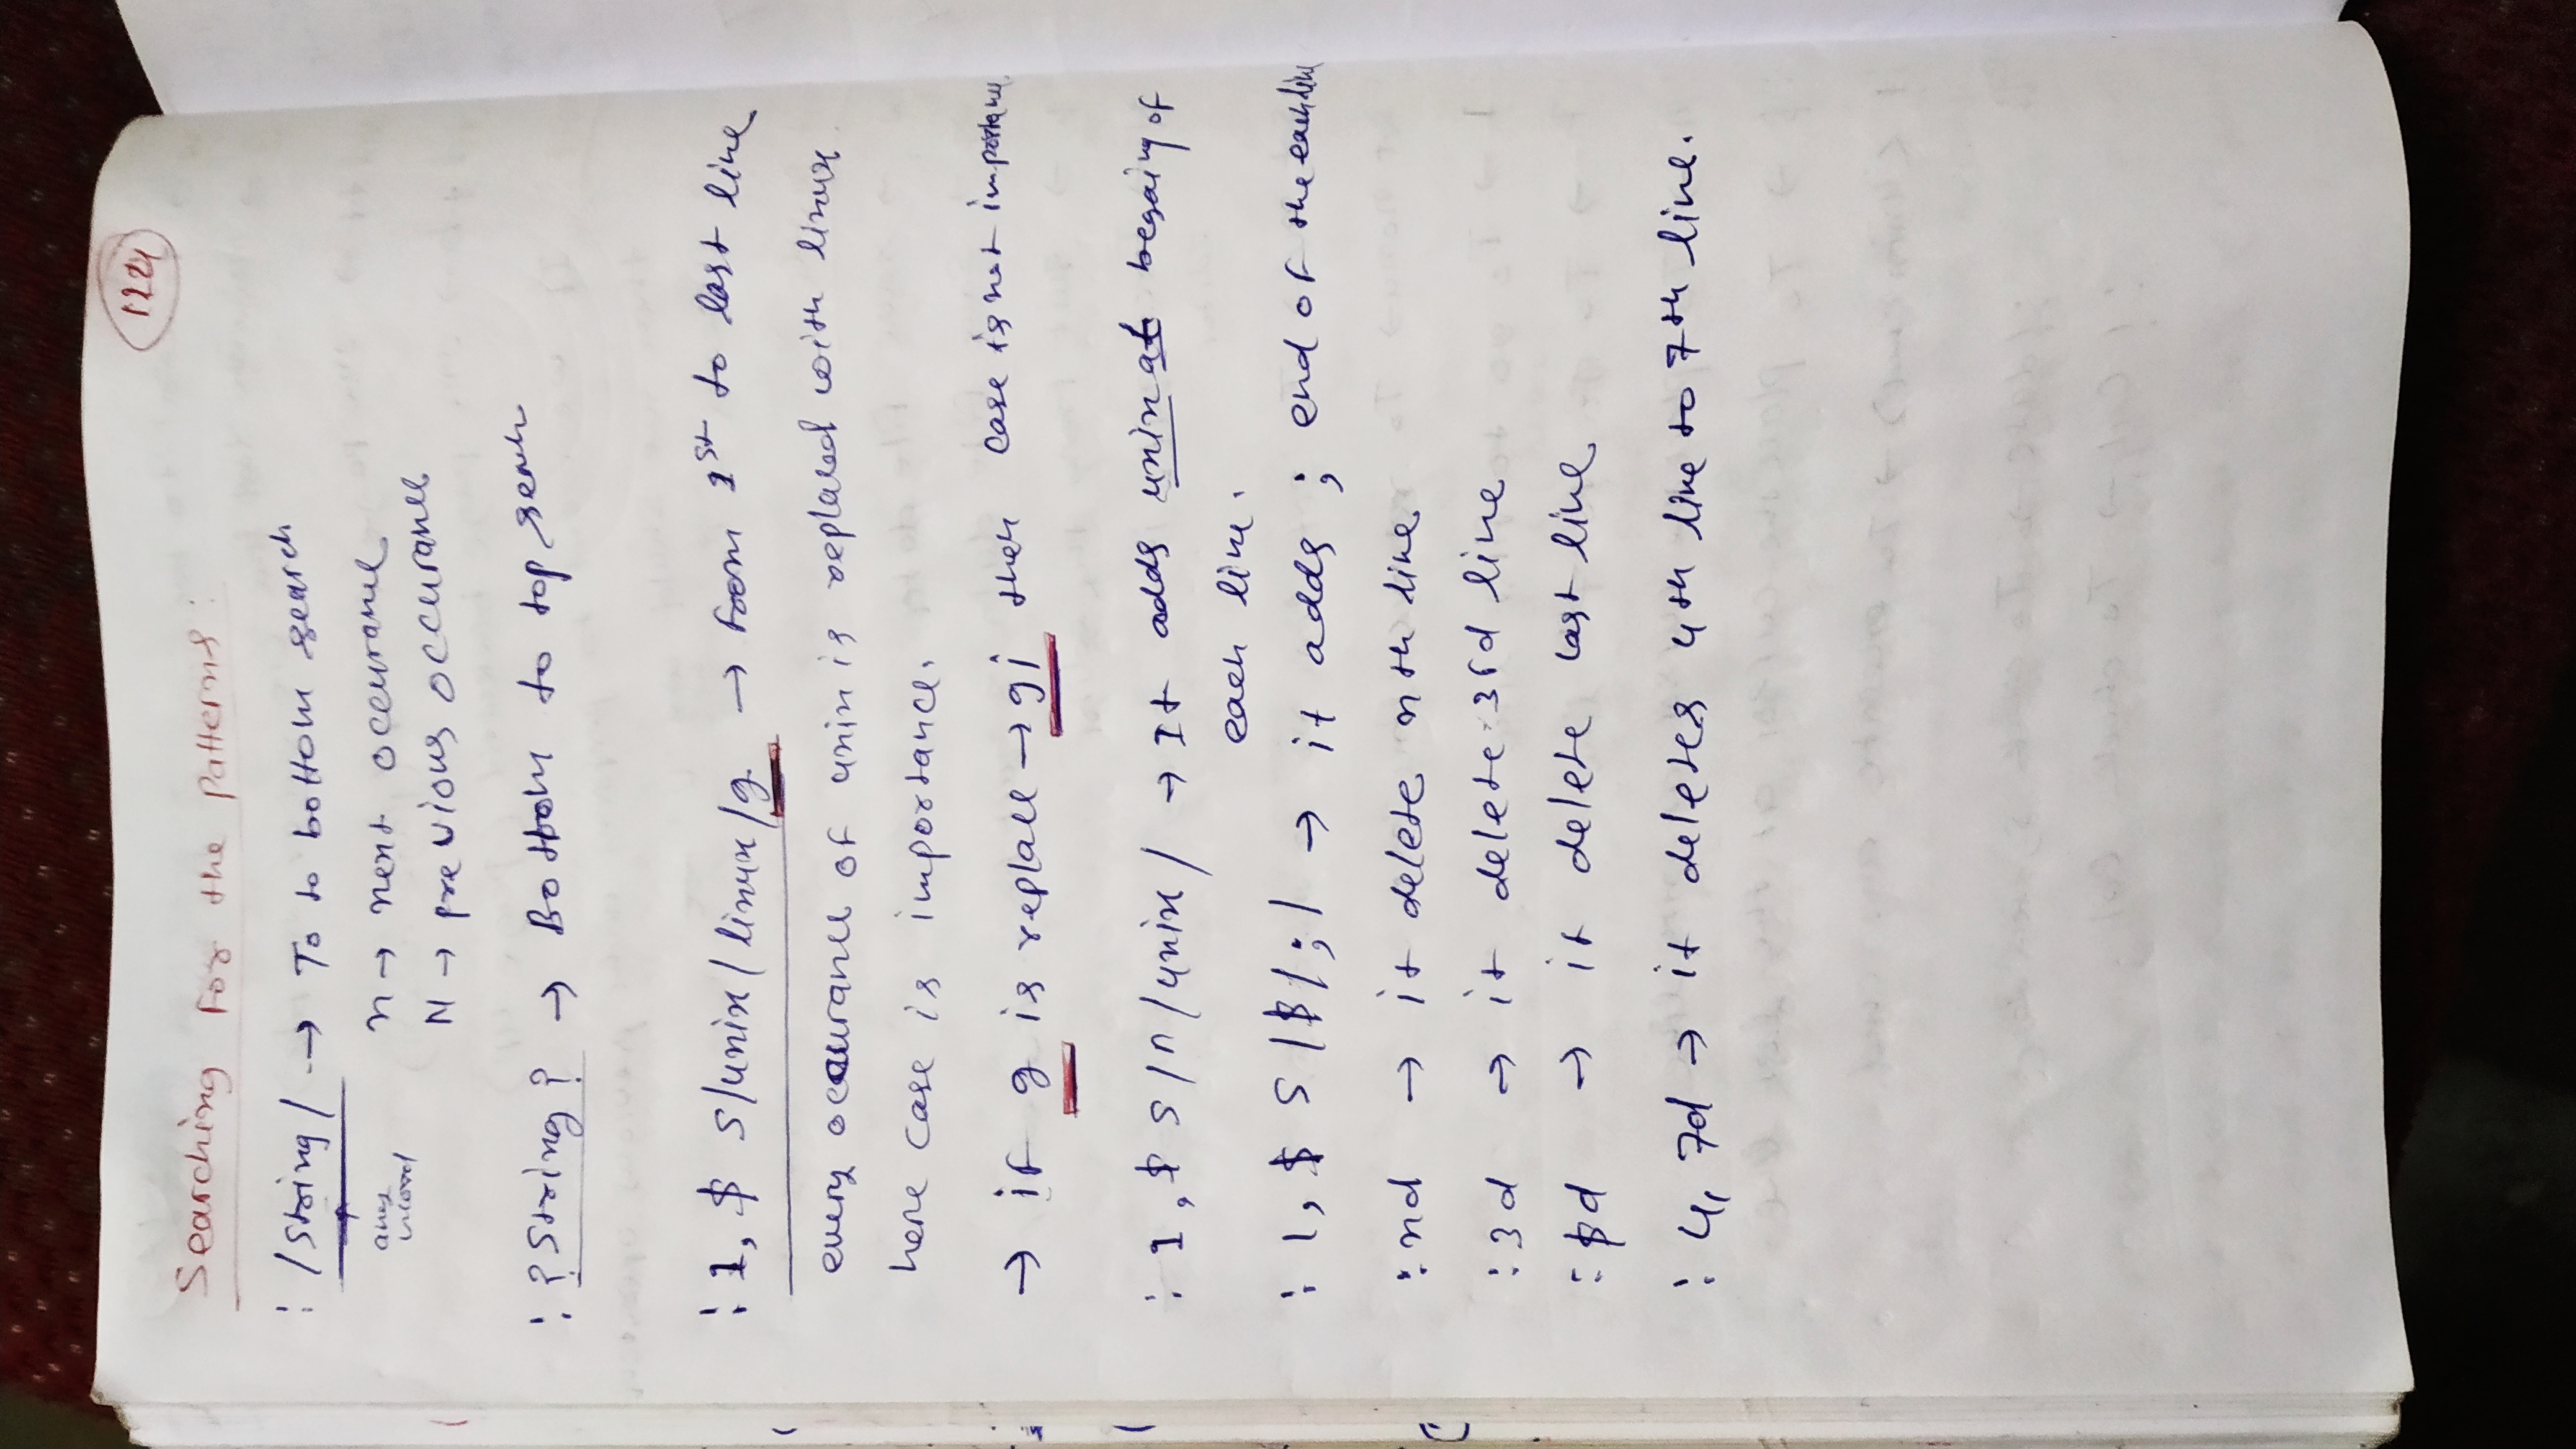 1224
Searching For the Patterns:
: /String/ → To to bottom search
any
word
n → next occurance
N → previous occurance
: ?String? → Bottom to top serch
: 1, $ s/unix/linux/g → From 1st to last line
every occurance of unix is replaced with linux
here case is importance.
→ if g is replace → gi then case is not importance.
: 1, $ s/^/unix/ → It adds unix at begaing of
each line.
: 1, $ s/$/;/ → it adds ; end of the each line
: nd → it delete nth line
: 3d → it delete 3rd line
: $d → it delete last line
: 4, 7d → it deletes 4th line to 7th line.